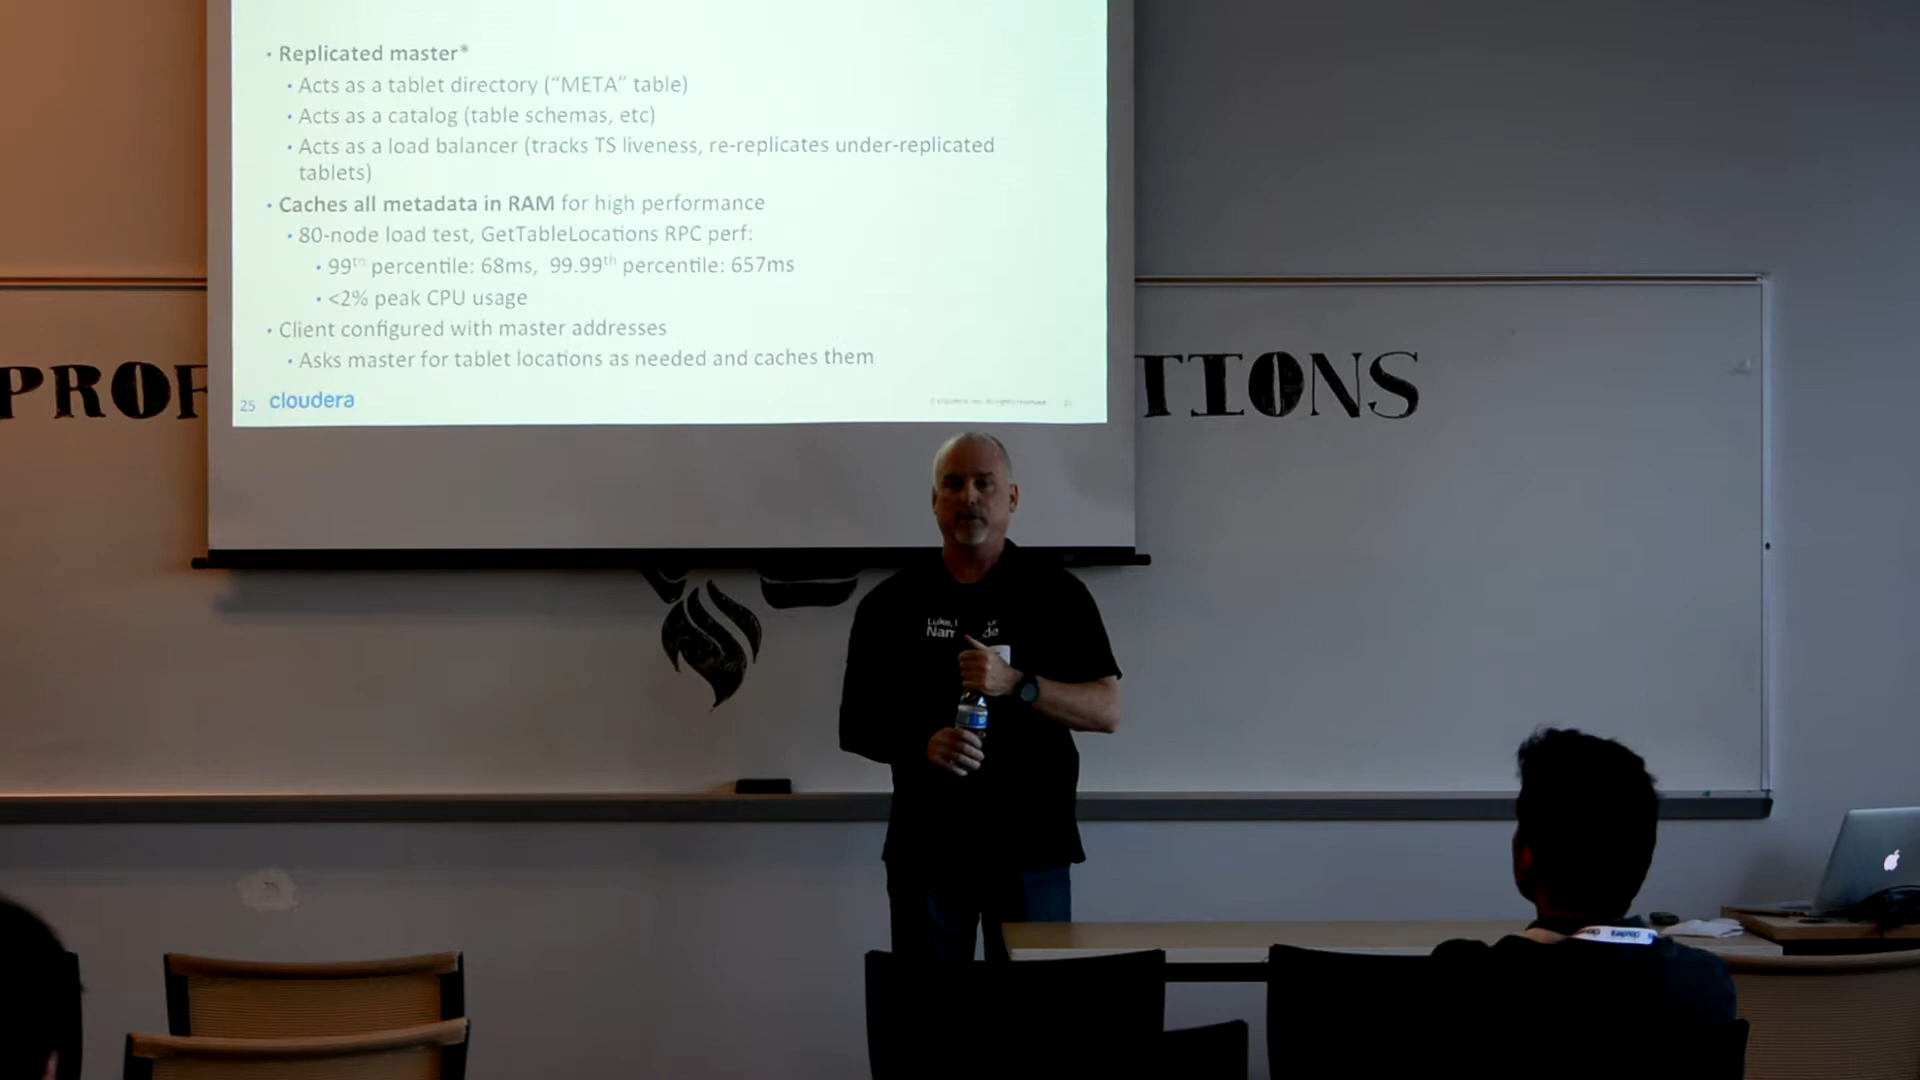 • Replicated master*
• Acts as a tablet directory (“META” table)
• Acts as a catalog (table schemas, etc)
• Acts as a load balancer (tracks TS liveness, re-replicates under-replicated
tablets)
• Caches all metadata in RAM for high performance
• 80-node load test, GetTableLocations RPC perf:
• 99th percentile: 68ms, 99.99th percentile: 657ms
• <2% peak CPU usage
• Client configured with master addresses
• Asks master for tablet locations as needed and caches them
25 cloudera
PROF
TIONS
Luke, I
Nam de